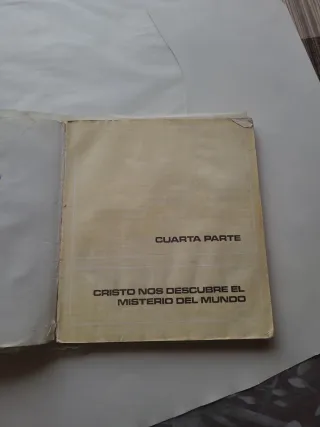 CUARTA PARTE
CRISTO NOS DESCUBRE EL
MISTERIO DEL MUNDO